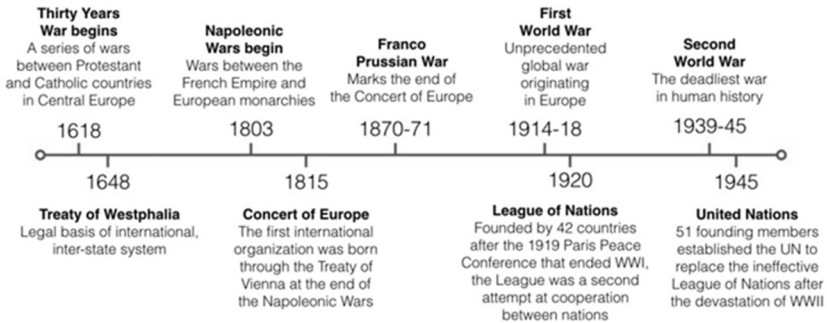 Thirty Years
War begins
A series of wars
between Protestant
and Catholic countries
in Central Europe
1618
Napoleonic
Wars begin
Wars between the
French Empire and
European monarchies
1803
Franco
Prussian War
Marks the end of
the Concert of Europe
1870-71
First
World War
Unprecedented
global war
originating
in Europe
1914-18
Second
World War
The deadliest war
in human history
1939-45
1648
Treaty of Westphalia
Legal basis of international,
inter-state system
1815
Concert of Europe
The first international
organization was born
through the Treaty of
Vienna at the end of
the Napoleonic Wars
1920
League of Nations
Founded by 42 countries
after the 1919 Paris Peace
Conference that ended WWI,
the League was a second
attempt at cooperation
between nations
1945
United Nations
51 founding members
established the UN to
replace the ineffective
League of Nations after
the devastation of WWII